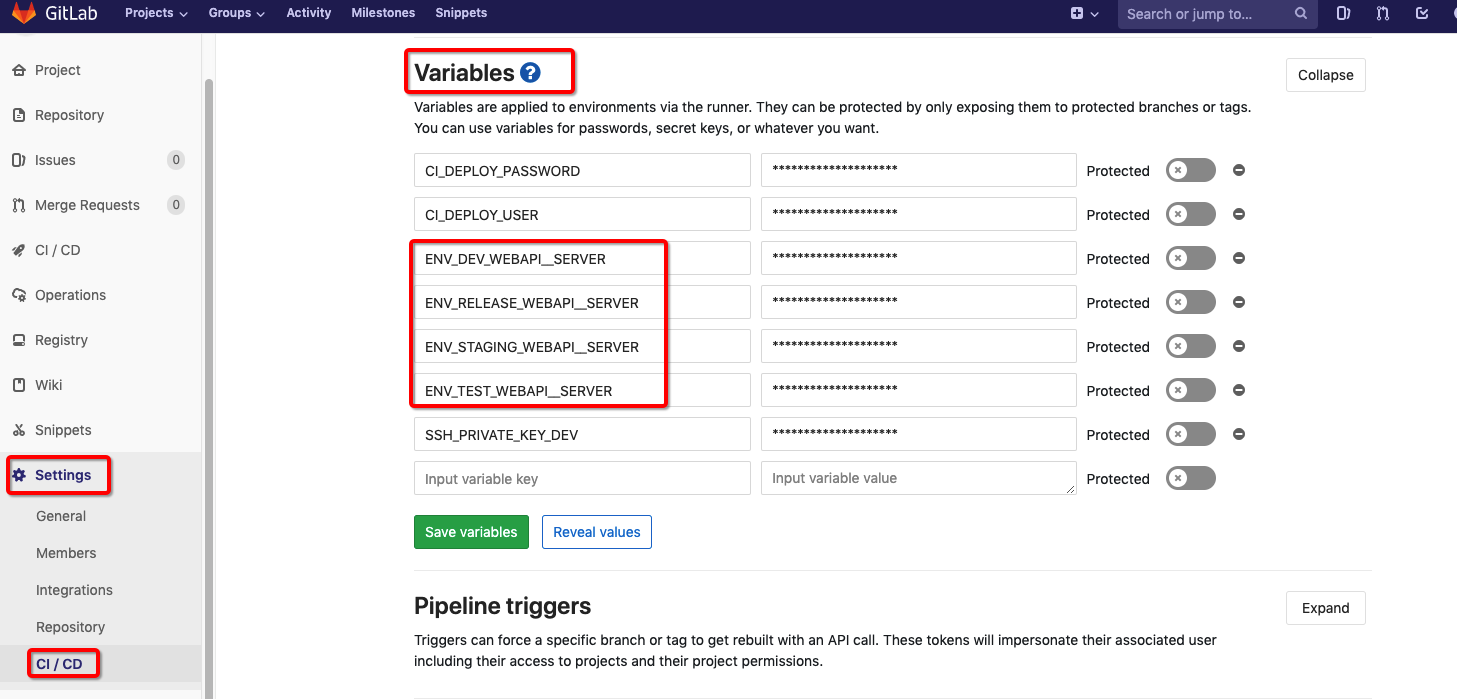 GitLab Projects Groups Activity Milestones Snippets Search or jump to...
Project
Repository
Issues 0
Merge Requests 0
CI / CD
Operations
Registry
Wiki
Snippets
Settings
General
Members
Integrations
Repository
CI / CD
Variables ? Collapse
Variables are applied to environments via the runner. They can be protected by only exposing them to protected branches or tags.
You can use variables for passwords, secret keys, or whatever you want.
CI_DEPLOY_PASSWORD ******************** Protected
CI_DEPLOY_USER ******************** Protected
ENV_DEV_WEBAPI__SERVER ******************** Protected
ENV_RELEASE_WEBAPI__SERVER ******************** Protected
ENV_STAGING_WEBAPI__SERVER ******************** Protected
ENV_TEST_WEBAPI__SERVER ******************** Protected
SSH_PRIVATE_KEY_DEV ******************** Protected
Input variable key Input variable value Protected
Save variables Reveal values
Pipeline triggers Expand
Triggers can force a specific branch or tag to get rebuilt with an API call. These tokens will impersonate their associated user
including their access to projects and their project permissions.